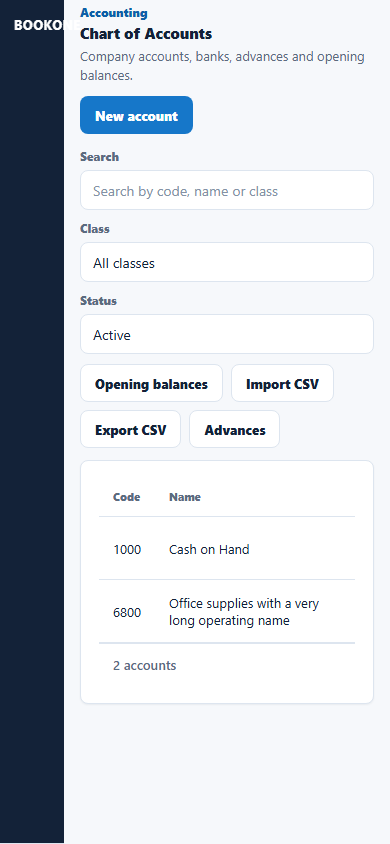 BOOKO
Accounting
Chart of Accounts
Company accounts, banks, advances and opening
balances.
New account
Search
Search by code, name or class
Class
All classes
Status
Active
Opening balances
Import CSV
Export CSV
Advances
Code Name
1000 Cash on Hand
6800 Office supplies with a very
long operating name
2 accounts